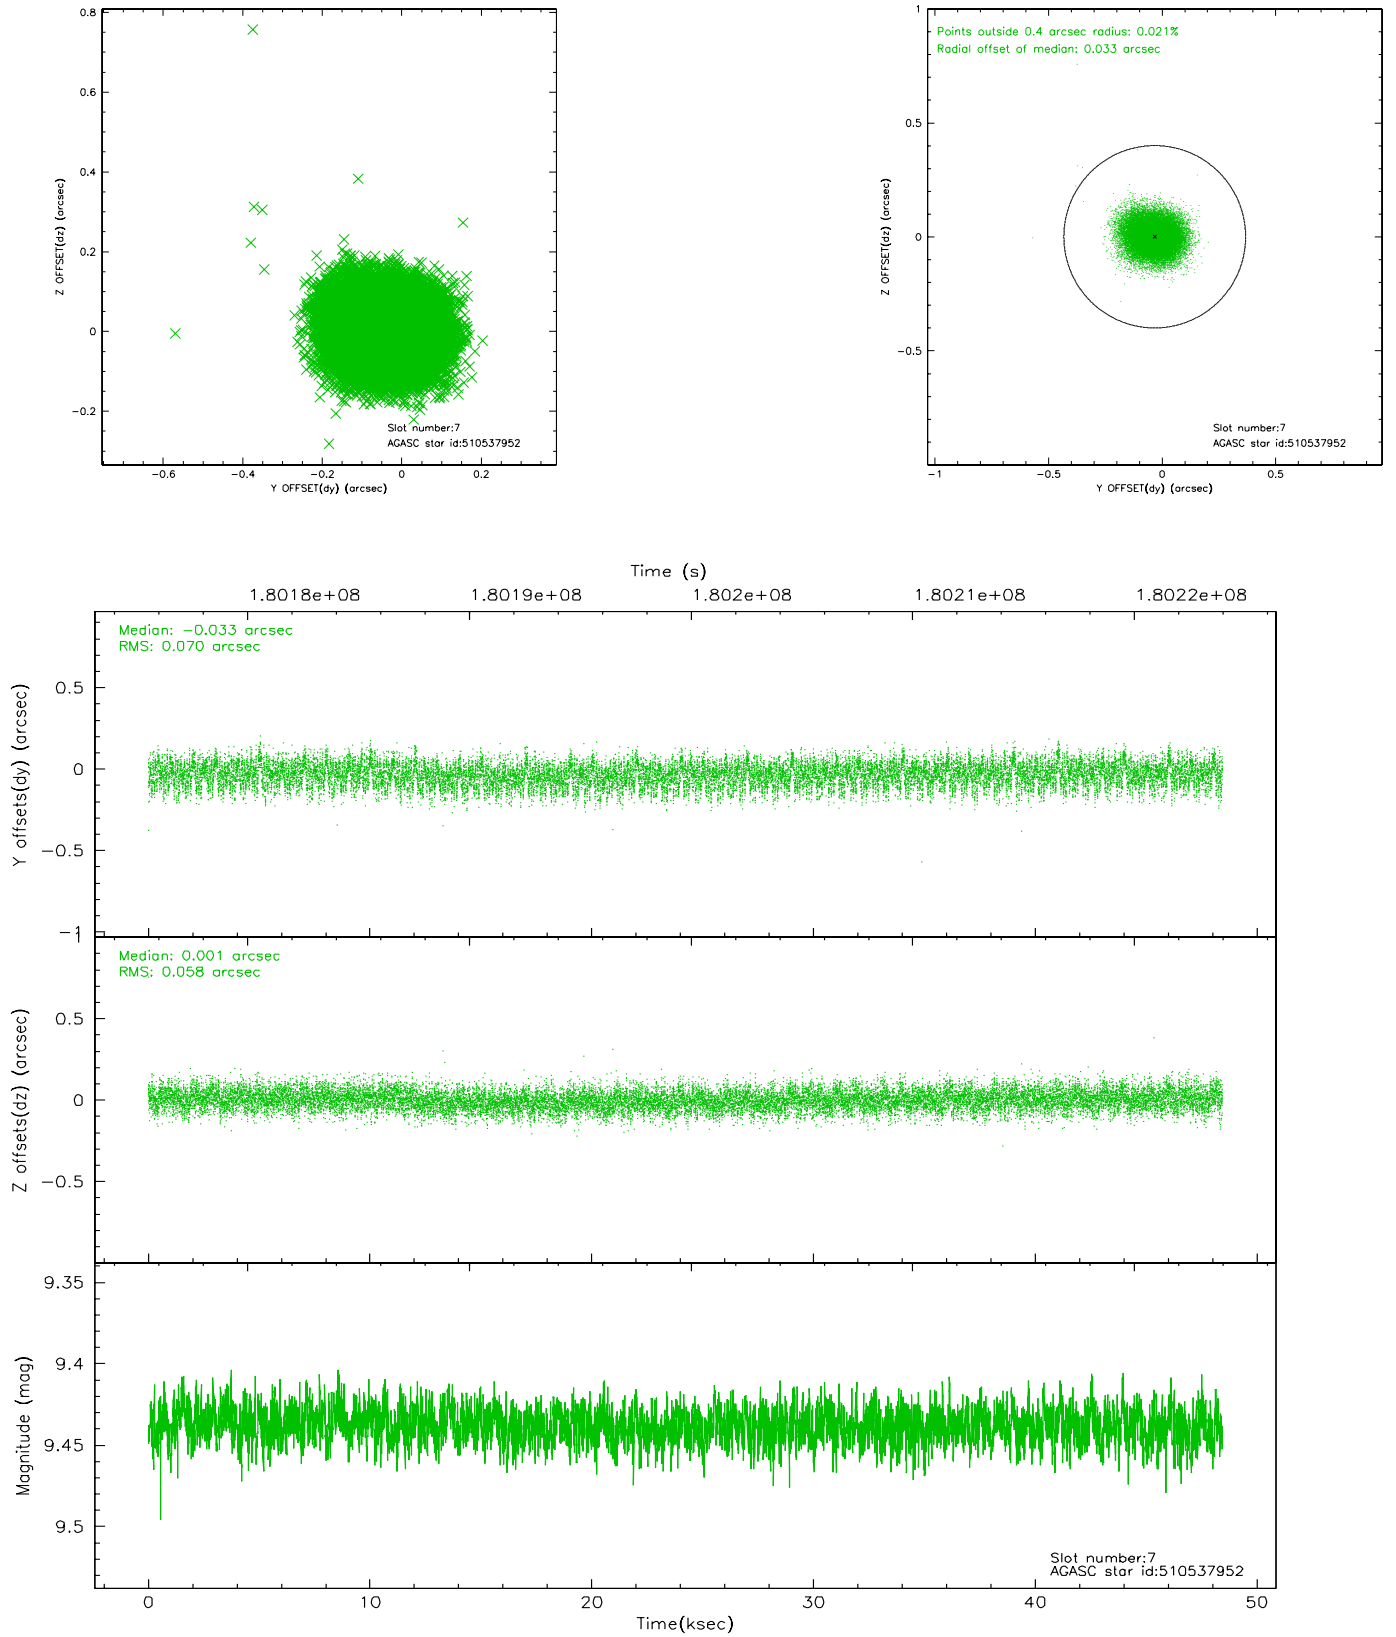 0.8
0.6
0.4
0.2
0
−0.2
Z OFFSET(dz) (arcsec)
−0.6
−0.4
−0.2
0
0.2
Y OFFSET(dy) (arcsec)
Slot number:7
AGASC star id:510537952
1
0.5
0
−0.5
Z OFFSET(dz) (arcsec)
Points outside 0.4 arcsec radius: 0.021%
Radial offset of median: 0.033 arcsec
−1
−0.5
0
0.5
Y OFFSET(dy) (arcsec)
Slot number:7
AGASC star id:510537952
Time (s)
1.8018e+08
1.8019e+08
1.802e+08
1.8021e+08
1.8022e+08
Median: −0.033 arcsec
RMS: 0.070 arcsec
0.5
0
−0.5
−1
Y offsets(dy) (arcsec)
Median: 0.001 arcsec
RMS: 0.058 arcsec
0.5
0
−0.5
Z offsets(dz) (arcsec)
9.35
9.4
9.45
9.5
Magnitude (mag)
Slot number:7
AGASC star id:510537952
0
10
20
30
40
50
Time(ksec)